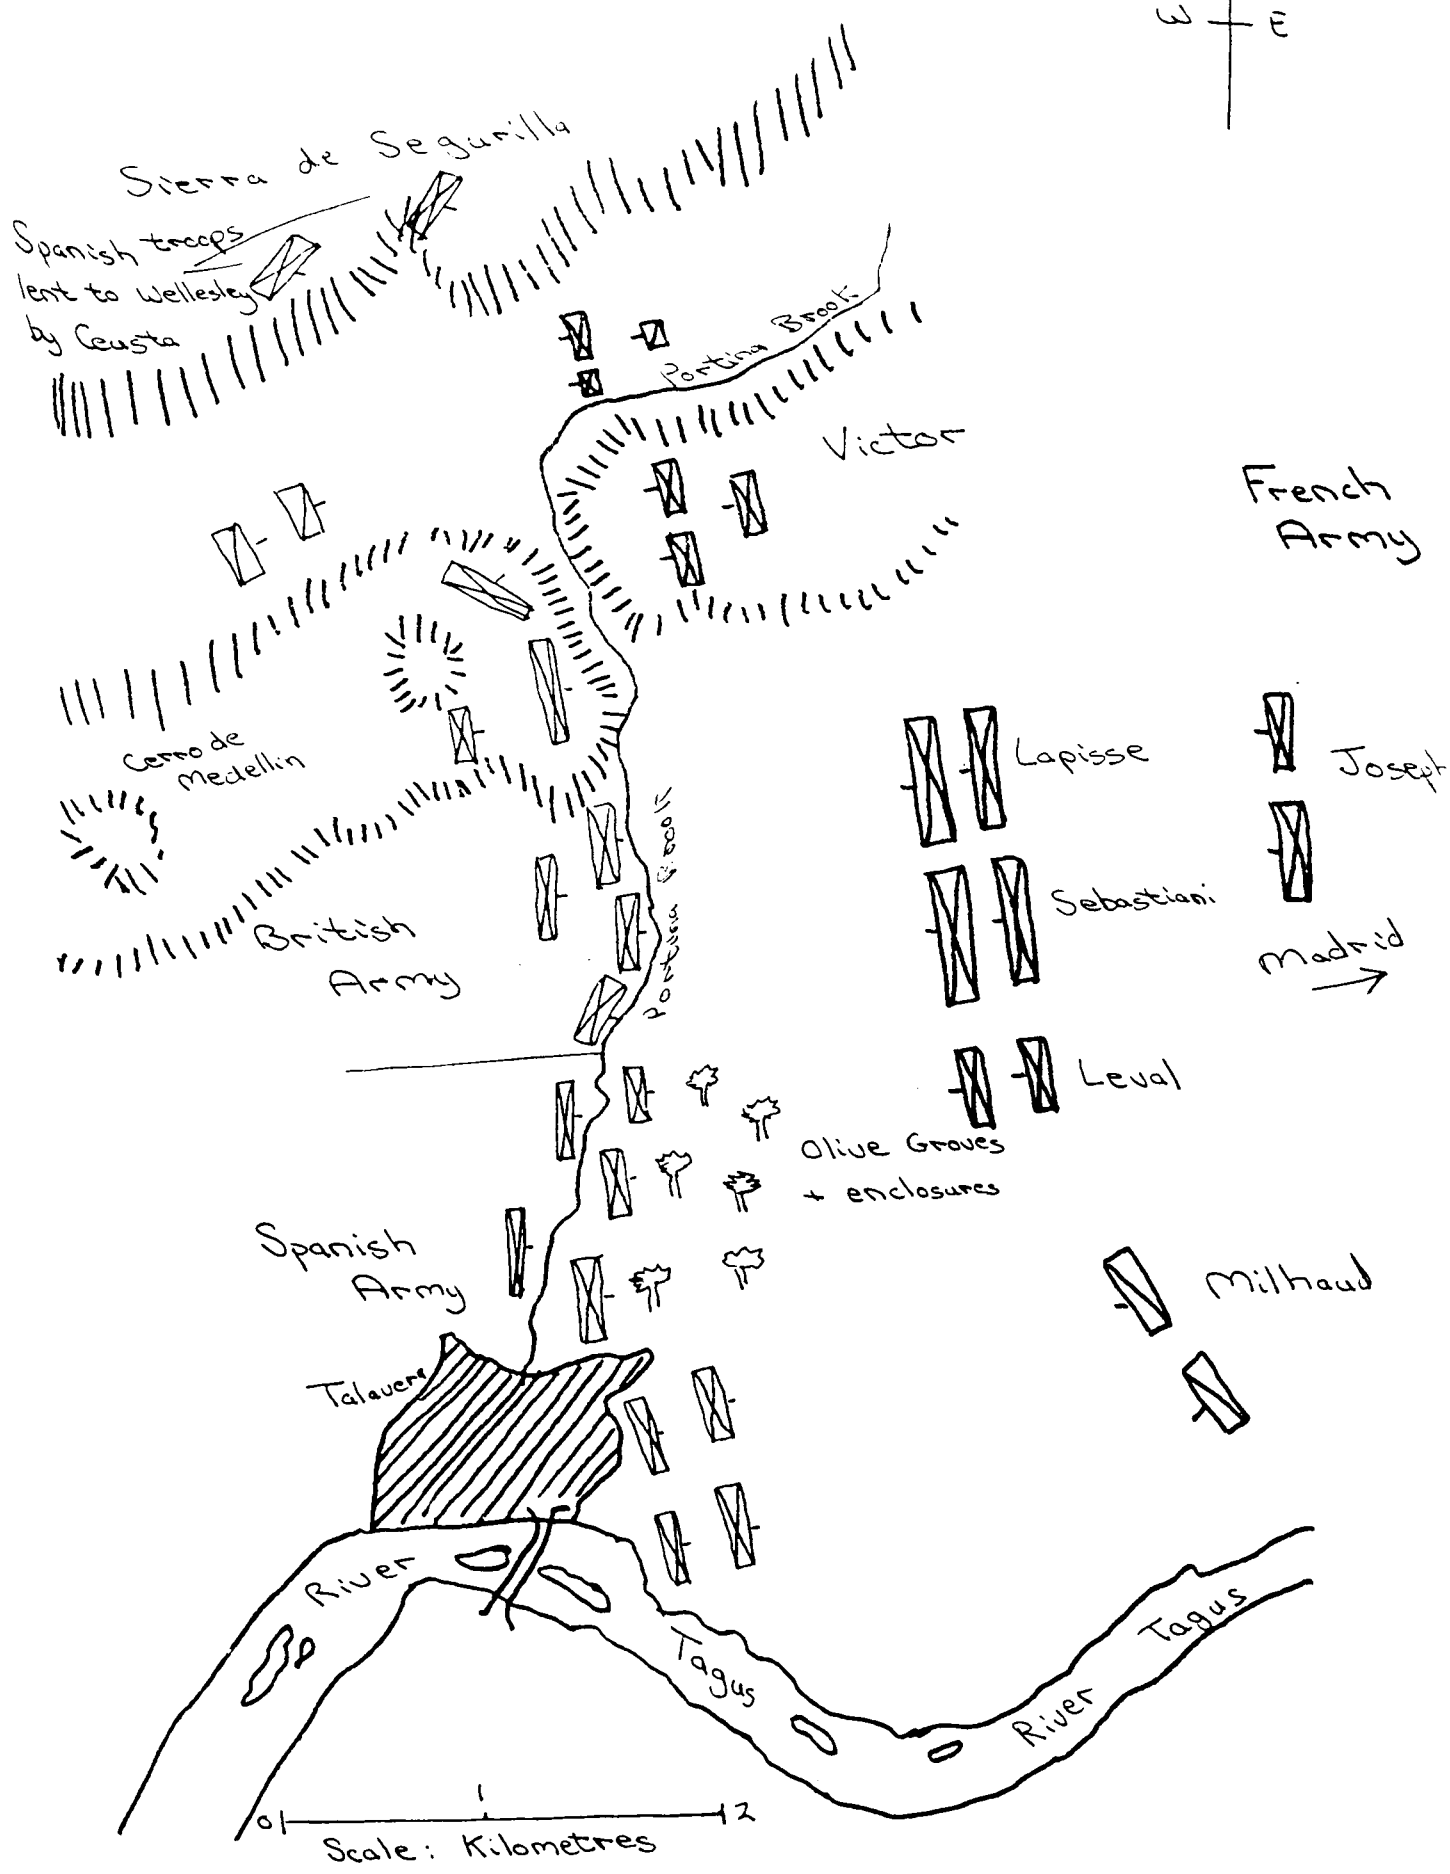 W E
Sierra de Segurilla
Spanish troops
lent to Wellesley
by Ceusta
Portina Brook
Victor
French
Army
Cerro de
Medellin
Lapisse
Joseph
Portina Brook
Sebastiani
British
Army
Madrid
Leval
Olive Groves
+ enclosures
Spanish
Army
Milhaud
Talavera
River
Tagus
River
Tagus
0 1 2
Scale: Kilometres